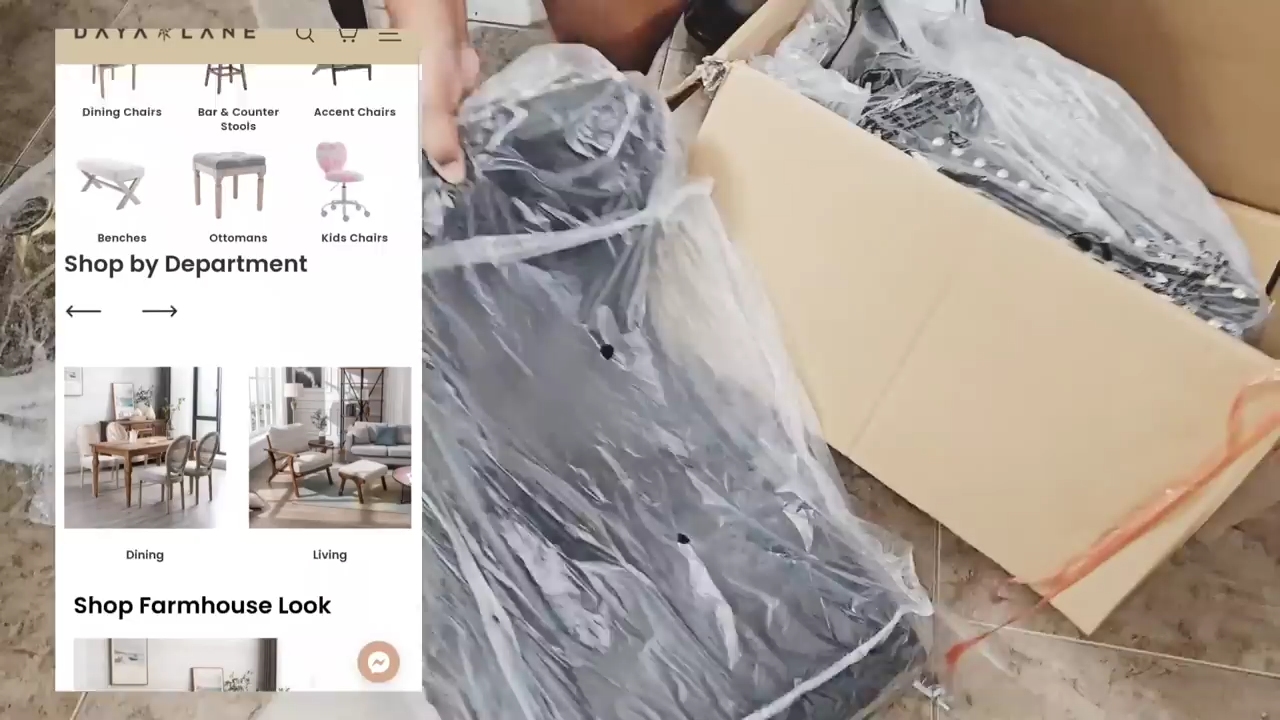 DAYA LANE
Dining Chairs
Bar & Counter
Stools
Accent Chairs
Benches
Ottomans
Kids Chairs
Shop by Department
Dining
Living
Shop Farmhouse Look